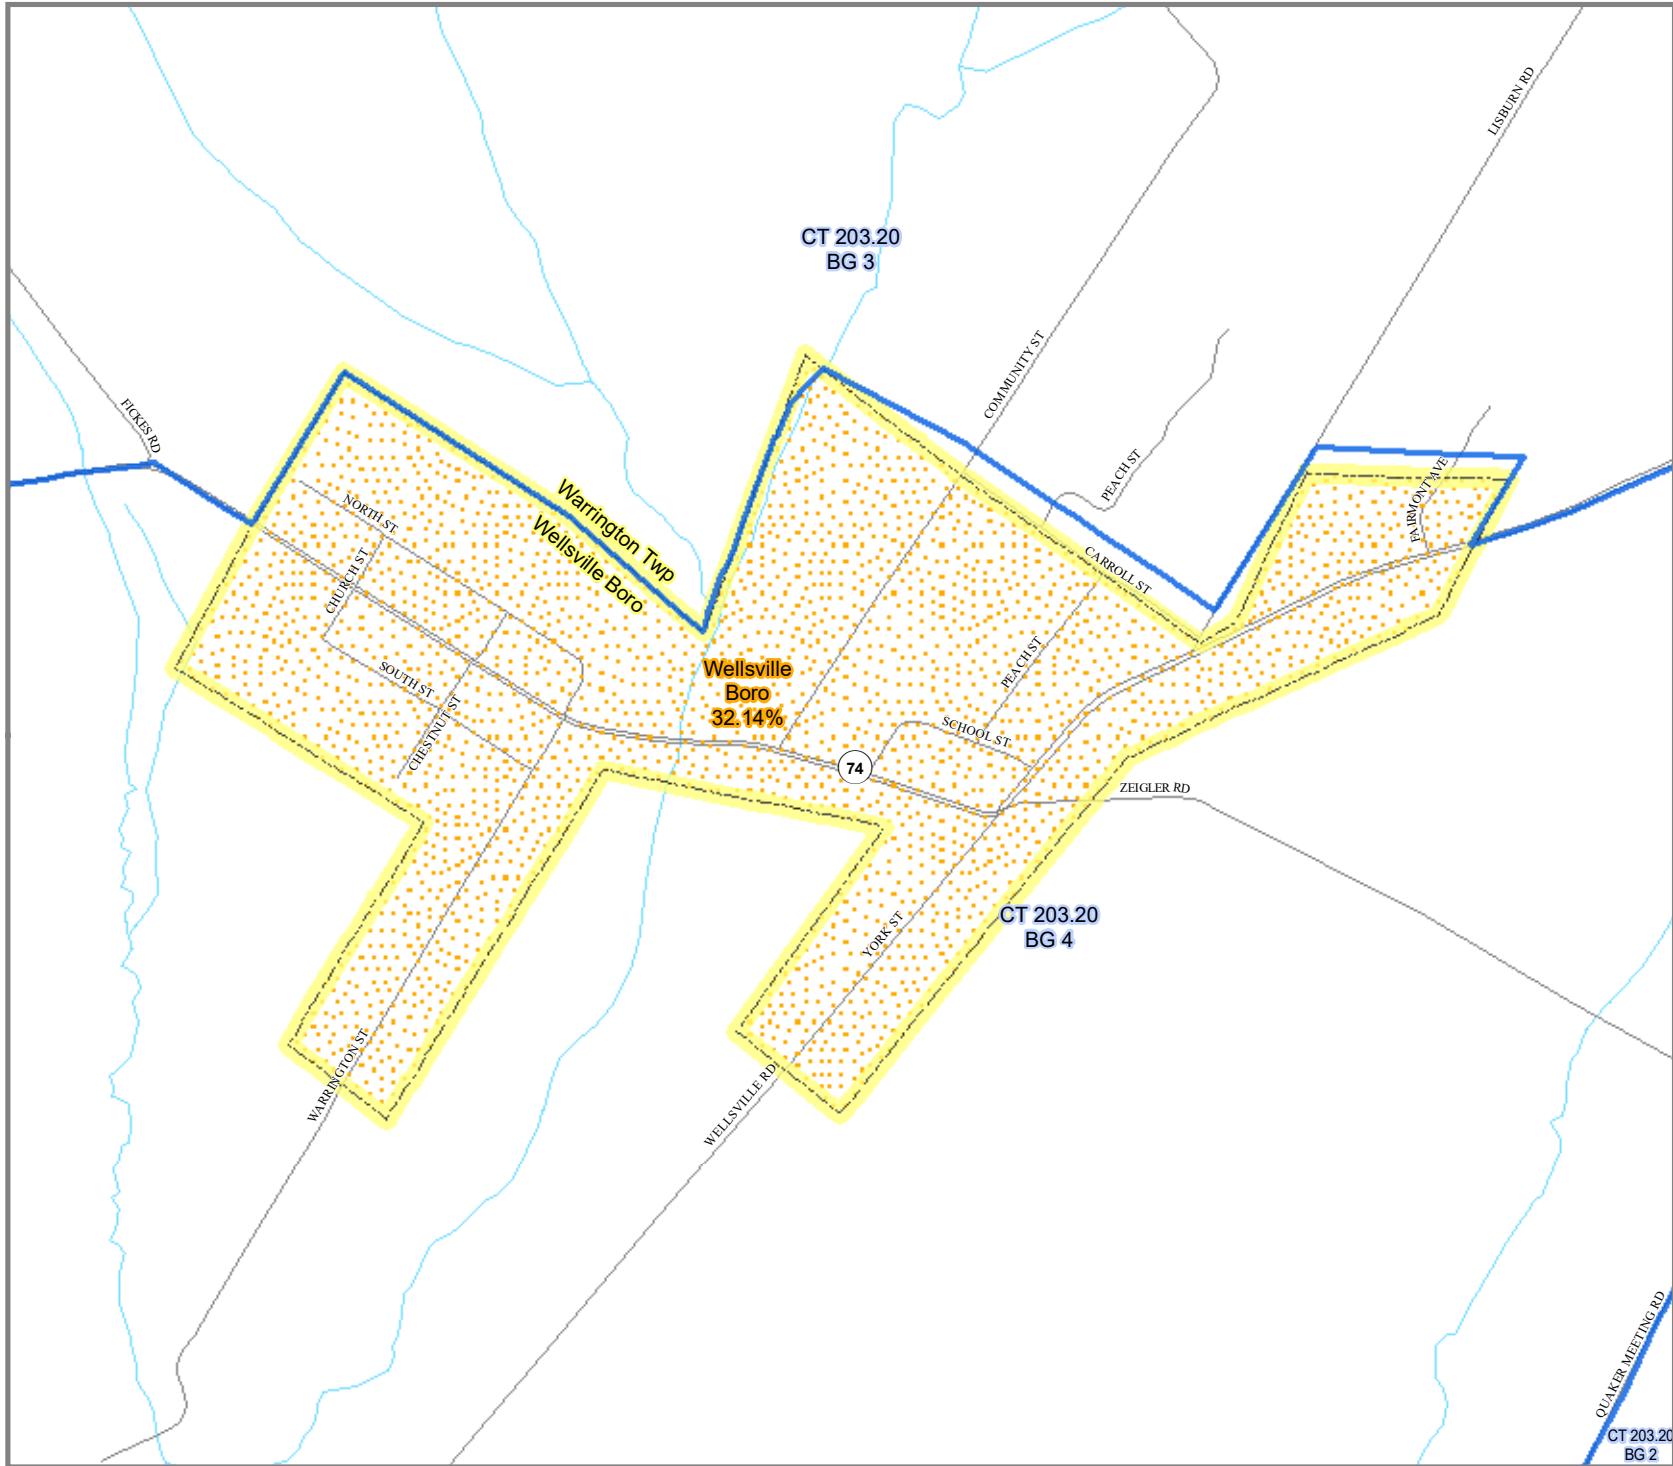 LISBURN RD
CT 203.20
BG 3
COMMUNITY ST
FICKES RD
PEACH ST
FAIRMONT AVE
NORTH ST
Warrington Twp
Wellsville Boro
CHURCH ST
CARROLL ST
PEACH ST
SOUTH ST
CHESTNUT ST
Wellsville
Boro
32.14%
SCHOOL ST
74
ZEIGLER RD
CT 203.20
BG 4
YORK ST
WARRINGTON ST
WELLSVILLE RD
QUAKER MEETING RD
CT 203.20
BG 2